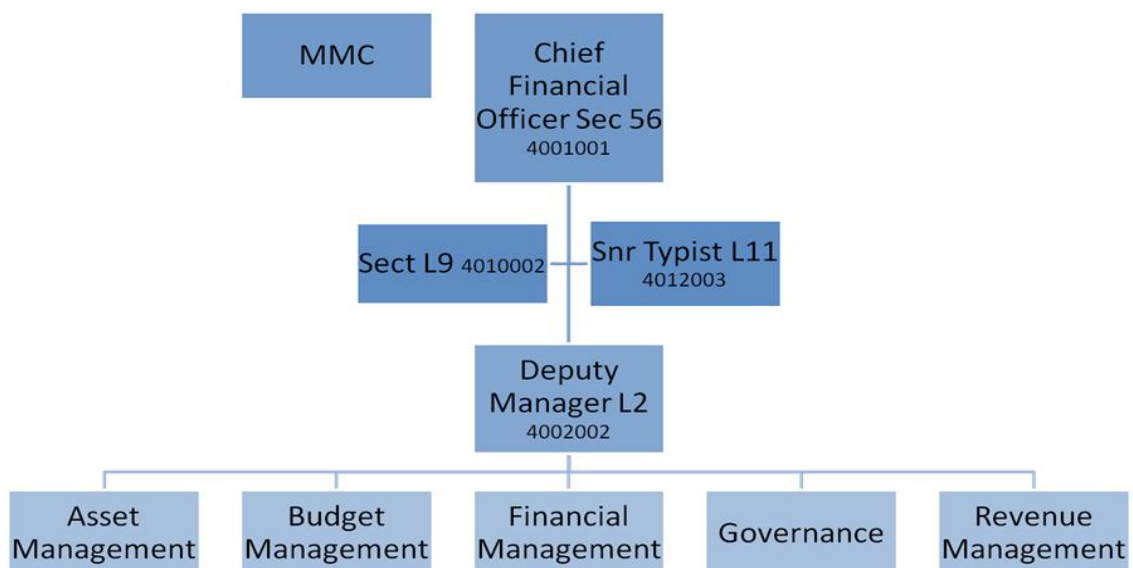 MMC
Chief
Financial
Officer Sec 56
4001001
Sect L9 4010002
Snr Typist L11
4012003
Deputy
Manager L2
4002002
Asset
Management
Budget
Management
Financial
Management
Governance
Revenue
Management